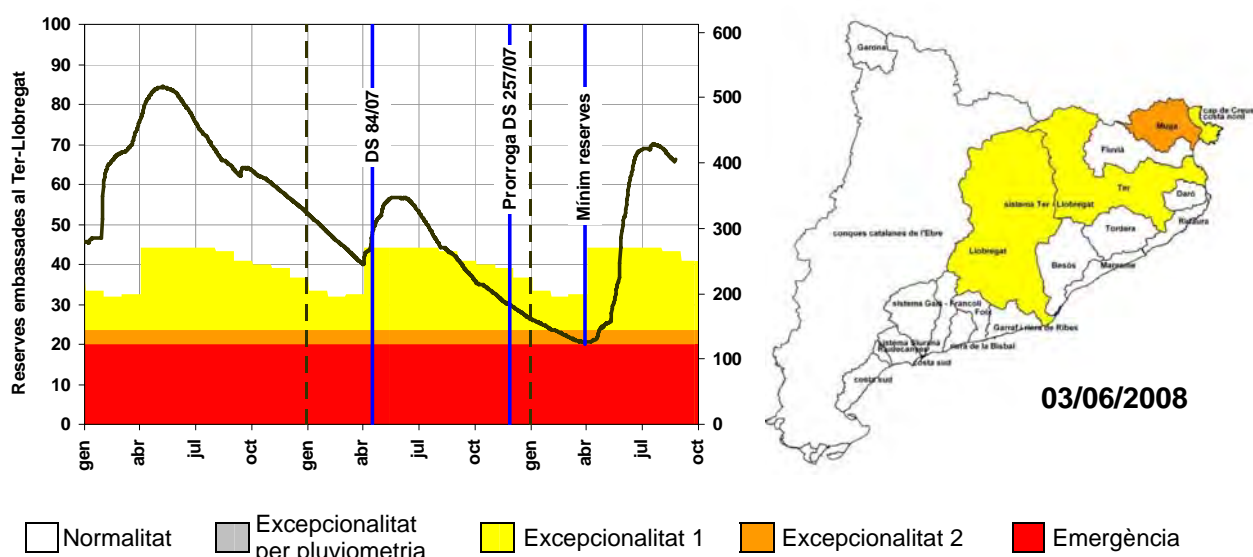 100
90
80
70
60
50
40
30
20
10
0
Reserves embassades al Ter-Llobregat
600
500
400
300
200
100
0
DS 84/07
Prorroga DS 257/07
Mínim reserves
gen
abr
jul
oct
gen
abr
jul
oct
gen
abr
jul
oct
Garona
cap de Creus
costa nord
Muga
Fluvià
Ter
Daró
sistema Ter - Llobregat
Ridaura
Tordera
conques catalanes de l'Ebre
Llobregat
Besòs
Maresme
sistema Gaià - Francolí
Foix
Garraf i riera de Ribes
sistema Siurana
riera de la Bisbal
costa sud
costa sud
03/06/2008
Normalitat
Excepcionalitat
per pluviometria
Excepcionalitat 1
Excepcionalitat 2
Emergència